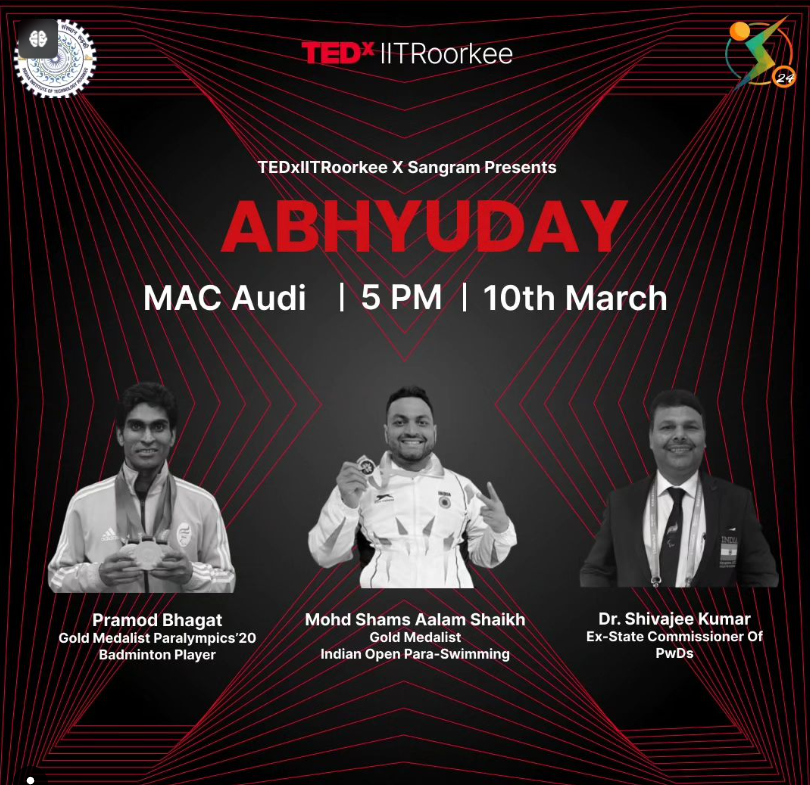 TEDx IITRoorkee
24
TEDxIITRoorkee X Sangram Presents
ABHYUDAY
MAC Audi | 5 PM | 10th March
Pramod Bhagat
Gold Medalist Paralympics'20
Badminton Player
Mohd Shams Aalam Shaikh
Gold Medalist
Indian Open Para-Swimming
Dr. Shivajee Kumar
Ex-State Commissioner Of
PwDs
INDIA